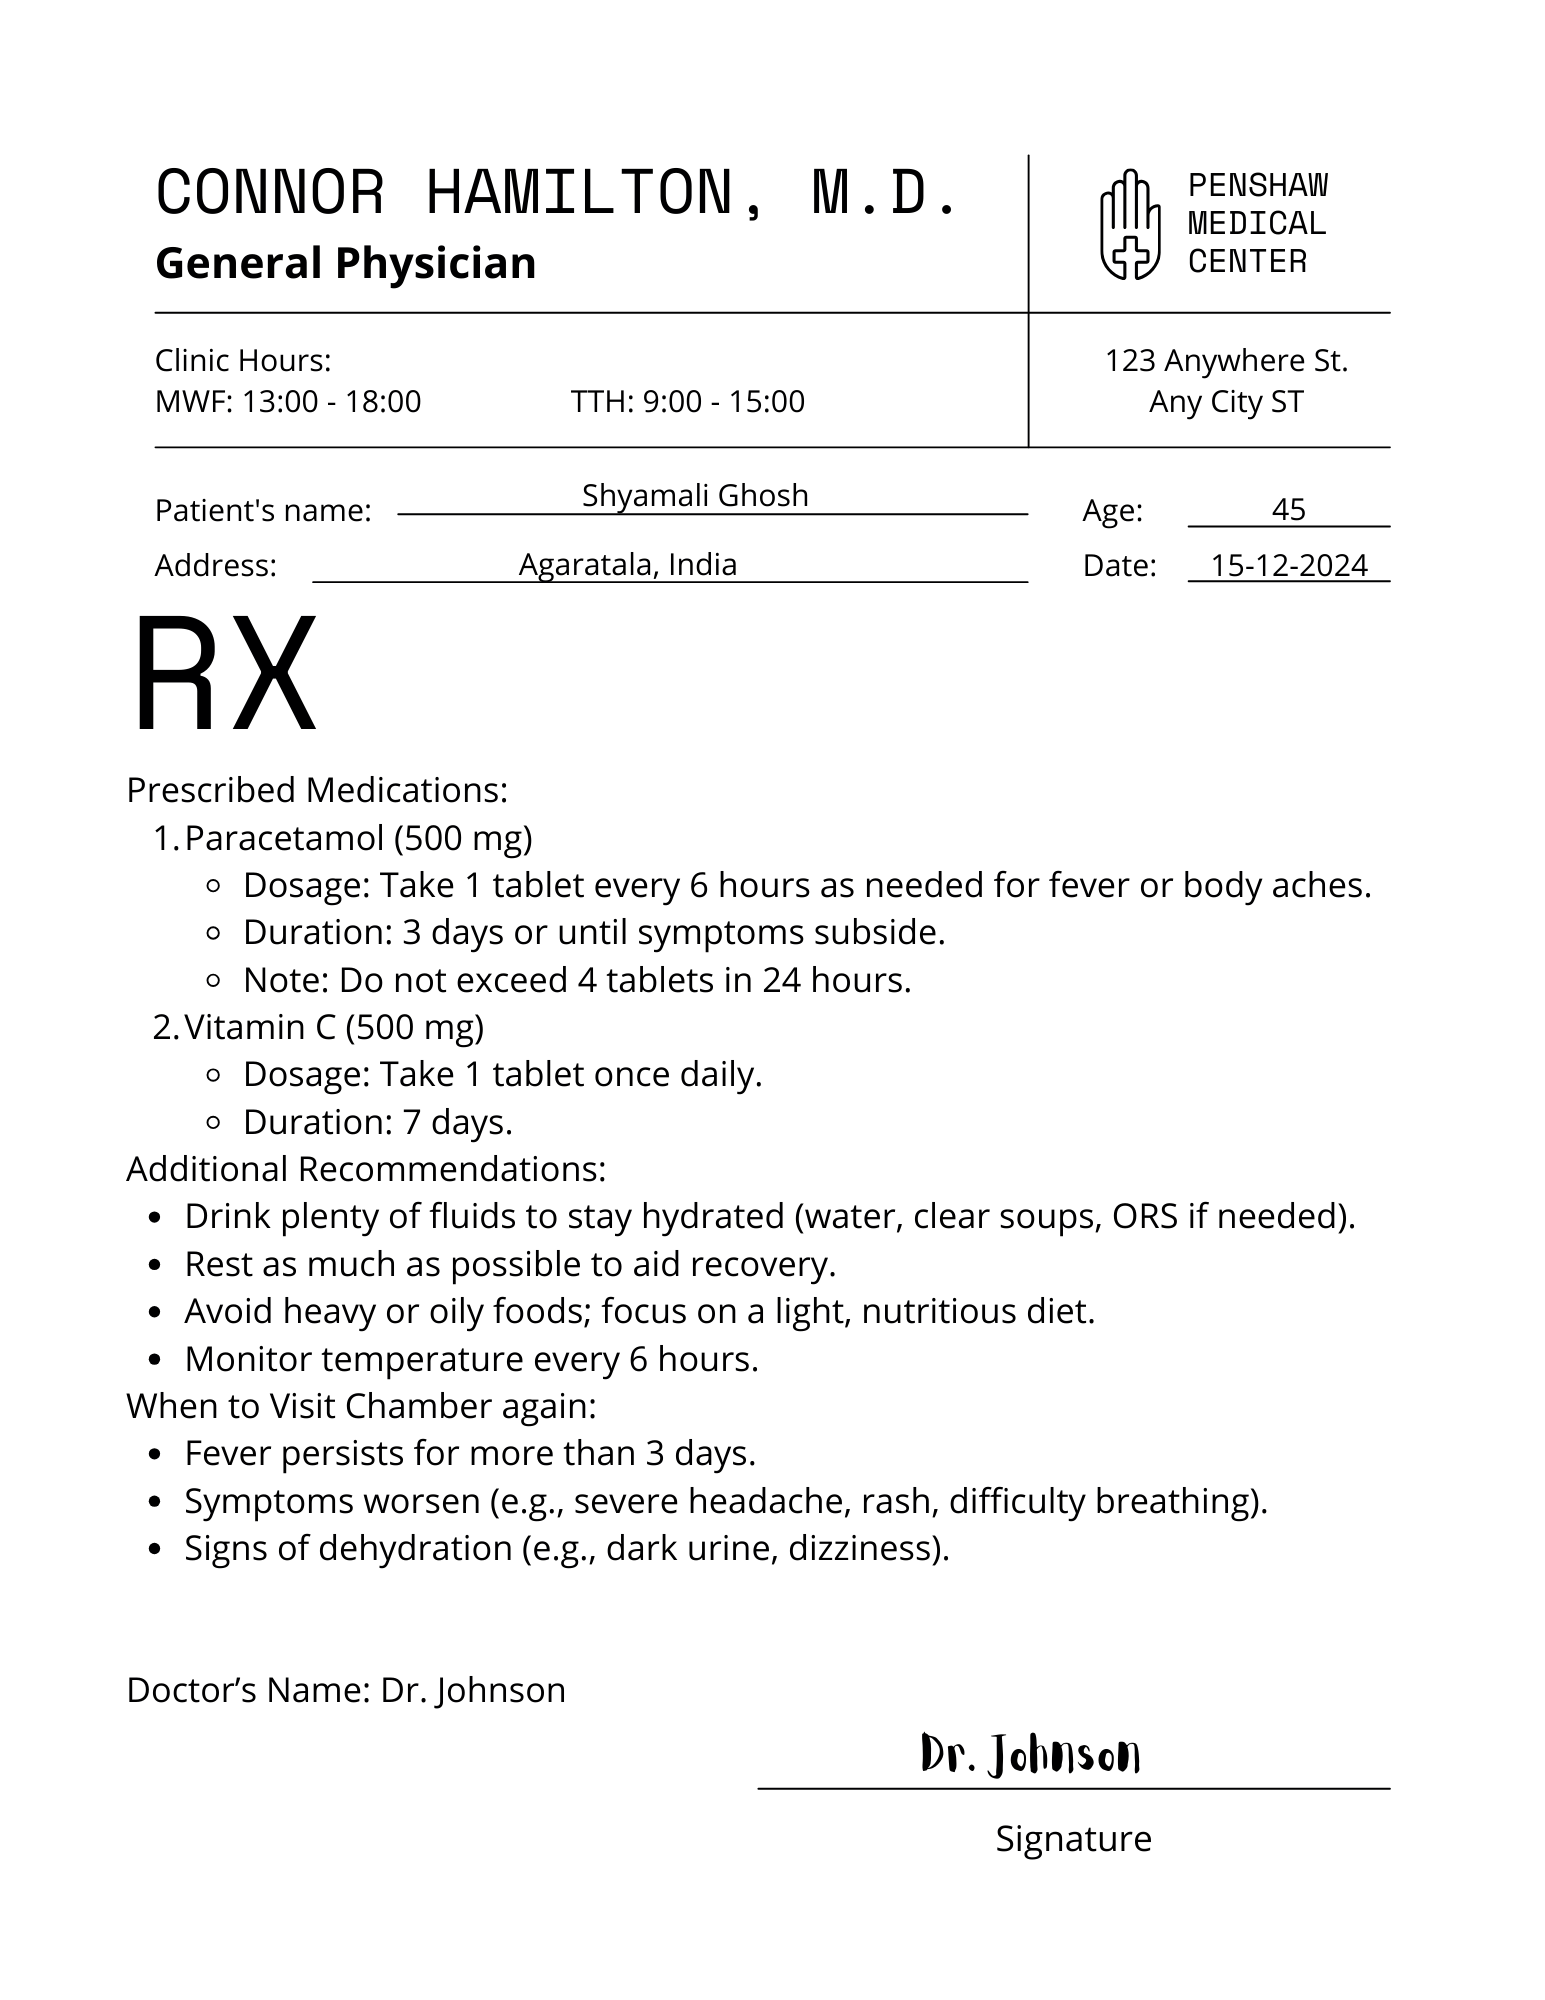 CONNOR HAMILTON, M.D.
General Physician
PENSHAW
MEDICAL
CENTER
Clinic Hours:
MWF: 13:00 - 18:00 TTH: 9:00 - 15:00
123 Anywhere St.
Any City ST
Patient's name: Shyamali Ghosh Age: 45
Address: Agaratala, India Date: 15-12-2024
RX
Prescribed Medications:
1. Paracetamol (500 mg)
Dosage: Take 1 tablet every 6 hours as needed for fever or body aches.
Duration: 3 days or until symptoms subside.
Note: Do not exceed 4 tablets in 24 hours.
2. Vitamin C (500 mg)
Dosage: Take 1 tablet once daily.
Duration: 7 days.
Additional Recommendations:
Drink plenty of fluids to stay hydrated (water, clear soups, ORS if needed).
Rest as much as possible to aid recovery.
Avoid heavy or oily foods; focus on a light, nutritious diet.
Monitor temperature every 6 hours.
When to Visit Chamber again:
Fever persists for more than 3 days.
Symptoms worsen (e.g., severe headache, rash, difficulty breathing).
Signs of dehydration (e.g., dark urine, dizziness).
Doctor’s Name: Dr. Johnson
Dr. Johnson
Signature